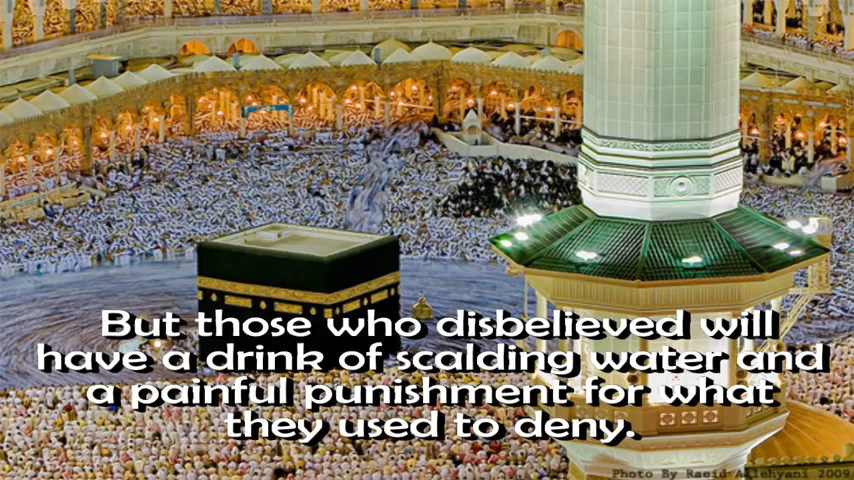 But those who disbelieved will
have a drink of scalding water and
a painful punishment for what
they used to deny.
Photo By Raeid Allehyani 2009